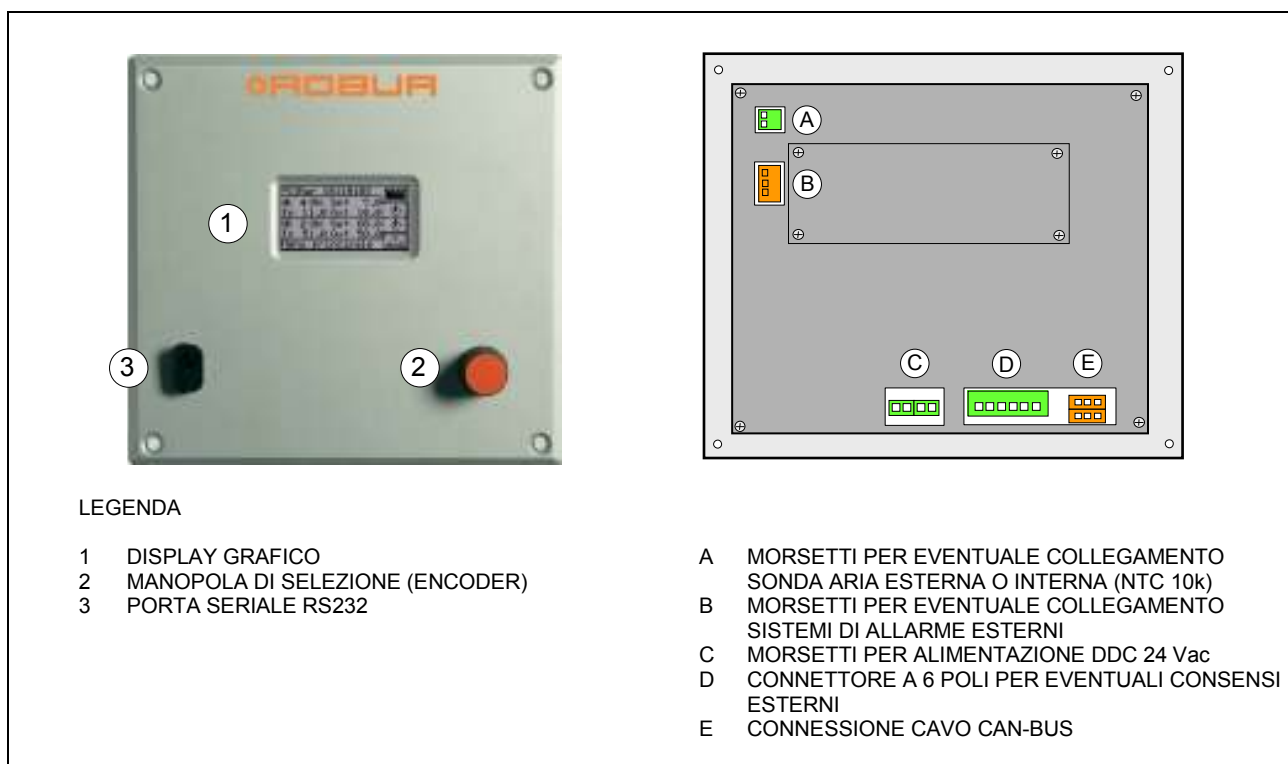 ROBUR
1
3
2
A
B
C
D
E
LEGENDA
1 DISPLAY GRAFICO
2 MANOPOLA DI SELEZIONE (ENCODER)
3 PORTA SERIALE RS232
A MORSETTI PER EVENTUALE COLLEGAMENTO
SONDA ARIA ESTERNA O INTERNA (NTC 10k)
B MORSETTI PER EVENTUALE COLLEGAMENTO
SISTEMI DI ALLARME ESTERNI
C MORSETTI PER ALIMENTAZIONE DDC 24 Vac
D CONNETTORE A 6 POLI PER EVENTUALI CONSENSI
ESTERNI
E CONNESSIONE CAVO CAN-BUS